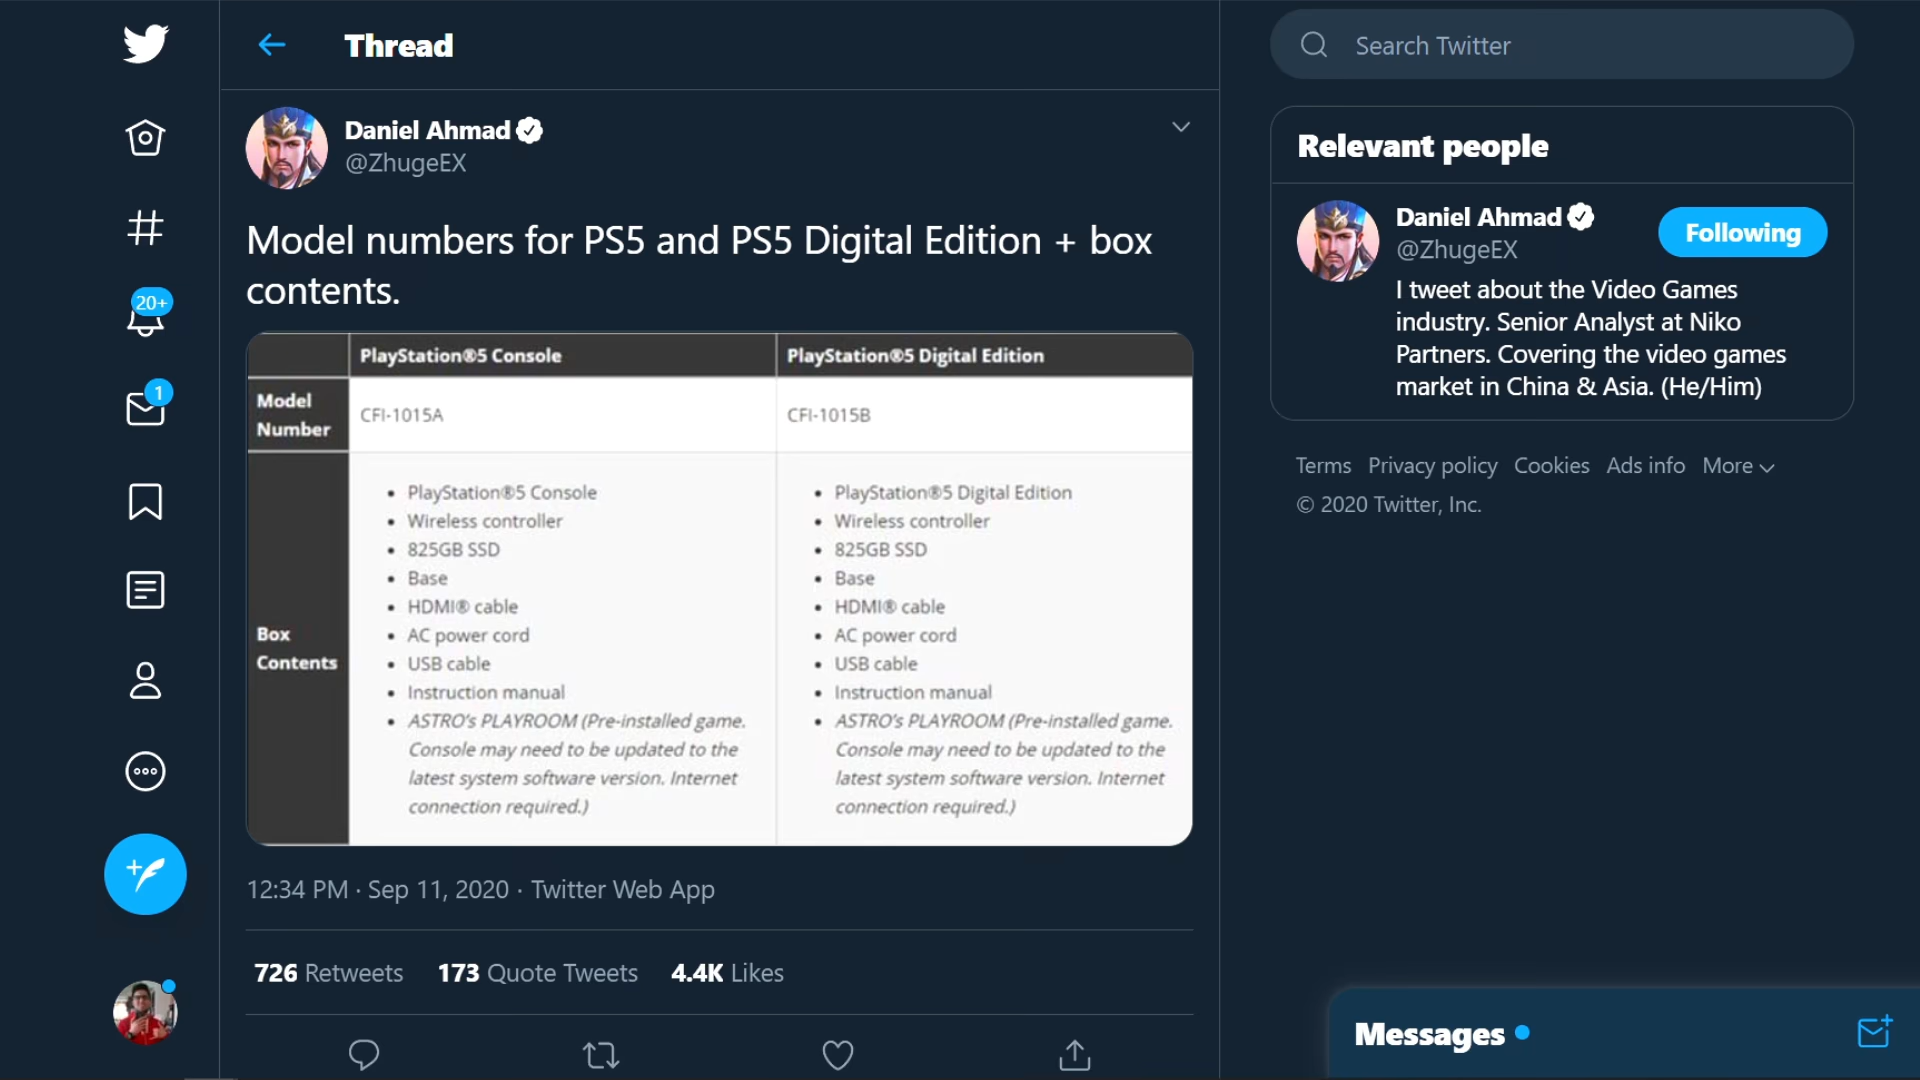 Thread
Search Twitter
Daniel Ahmad
@ZhugeEX
Model numbers for PS5 and PS5 Digital Edition + box
contents.
PlayStation®5 Console
PlayStation®5 Digital Edition
Model
Number
CFI-1015A
CFI-1015B
Box
Contents
• PlayStation®5 Console
• Wireless controller
• 825GB SSD
• Base
• HDMI® cable
• AC power cord
• USB cable
• Instruction manual
• ASTRO's PLAYROOM (Pre-installed game.
Console may need to be updated to the
latest system software version. Internet
connection required.)
• PlayStation®5 Digital Edition
• Wireless controller
• 825GB SSD
• Base
• HDMI® cable
• AC power cord
• USB cable
• Instruction manual
• ASTRO's PLAYROOM (Pre-installed game.
Console may need to be updated to the
latest system software version. Internet
connection required.)
12:34 PM · Sep 11, 2020 · Twitter Web App
726 Retweets 173 Quote Tweets 4.4K Likes
20+
1
Relevant people
Daniel Ahmad
@ZhugeEX
Following
I tweet about the Video Games
industry. Senior Analyst at Niko
Partners. Covering the video games
market in China & Asia. (He/Him)
Terms Privacy policy Cookies Ads info More
© 2020 Twitter, Inc.
Messages